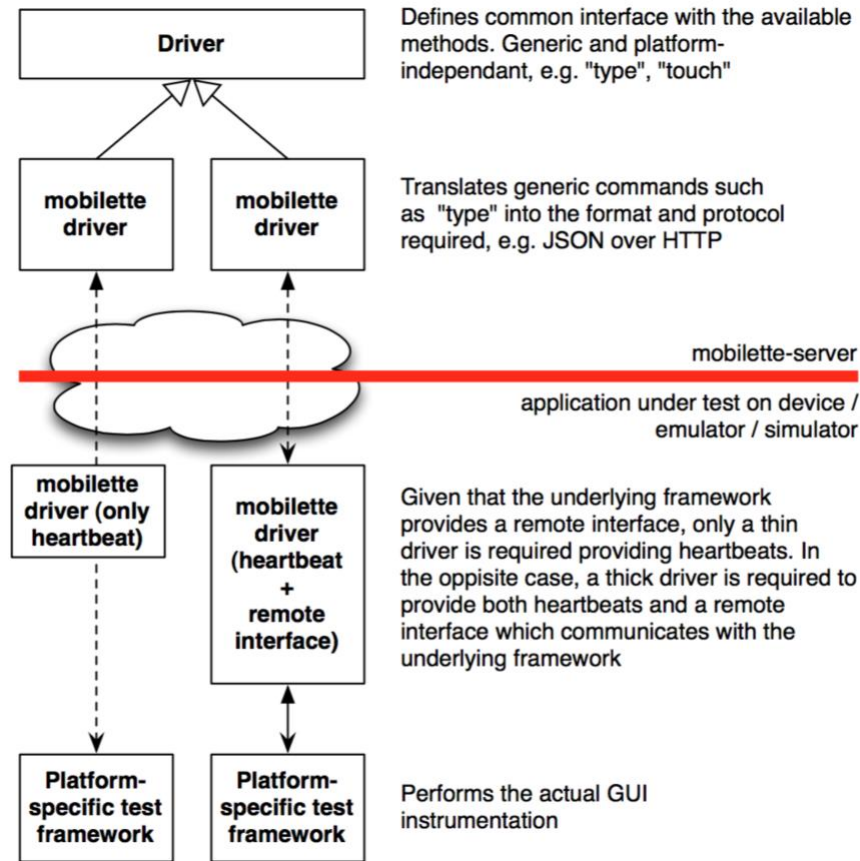 Driver
Defines common interface with the available
methods. Generic and platform-
independant, e.g. "type", "touch"
mobilette
driver
mobilette
driver
Translates generic commands such
as "type" into the format and protocol
required, e.g. JSON over HTTP
mobilette-server
application under test on device /
emulator / simulator
mobilette
driver (only
heartbeat)
mobilette
driver
(heartbeat
+
remote
interface)
Given that the underlying framework
provides a remote interface, only a thin
driver is required providing heartbeats. In
the oppisite case, a thick driver is required to
provide both heartbeats and a remote
interface which communicates with the
underlying framework
Platform-
specific test
framework
Platform-
specific test
framework
Performs the actual GUI
instrumentation